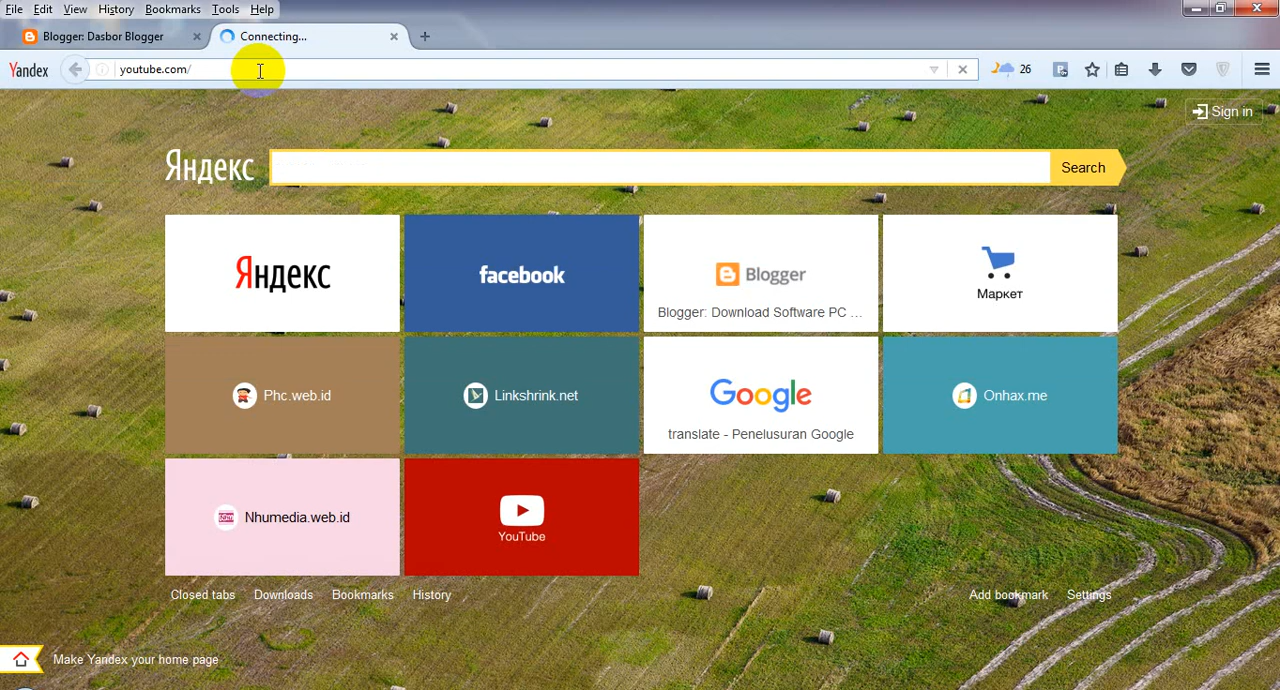 File Edit View History Bookmarks Tools Help
Blogger: Dasbor Blogger
Connecting...
Yandex
youtube.com/
26
Sign in
Яндекс
Search
Яндекс
facebook
Blogger
Blogger: Download Software PC ...
Маркет
Phc.web.id
Linkshrink.net
Google
translate - Penelusuran Google
Onhax.me
Nhumedia.web.id
YouTube
Closed tabs Downloads Bookmarks History
Add bookmark Settings
Make Yandex your home page